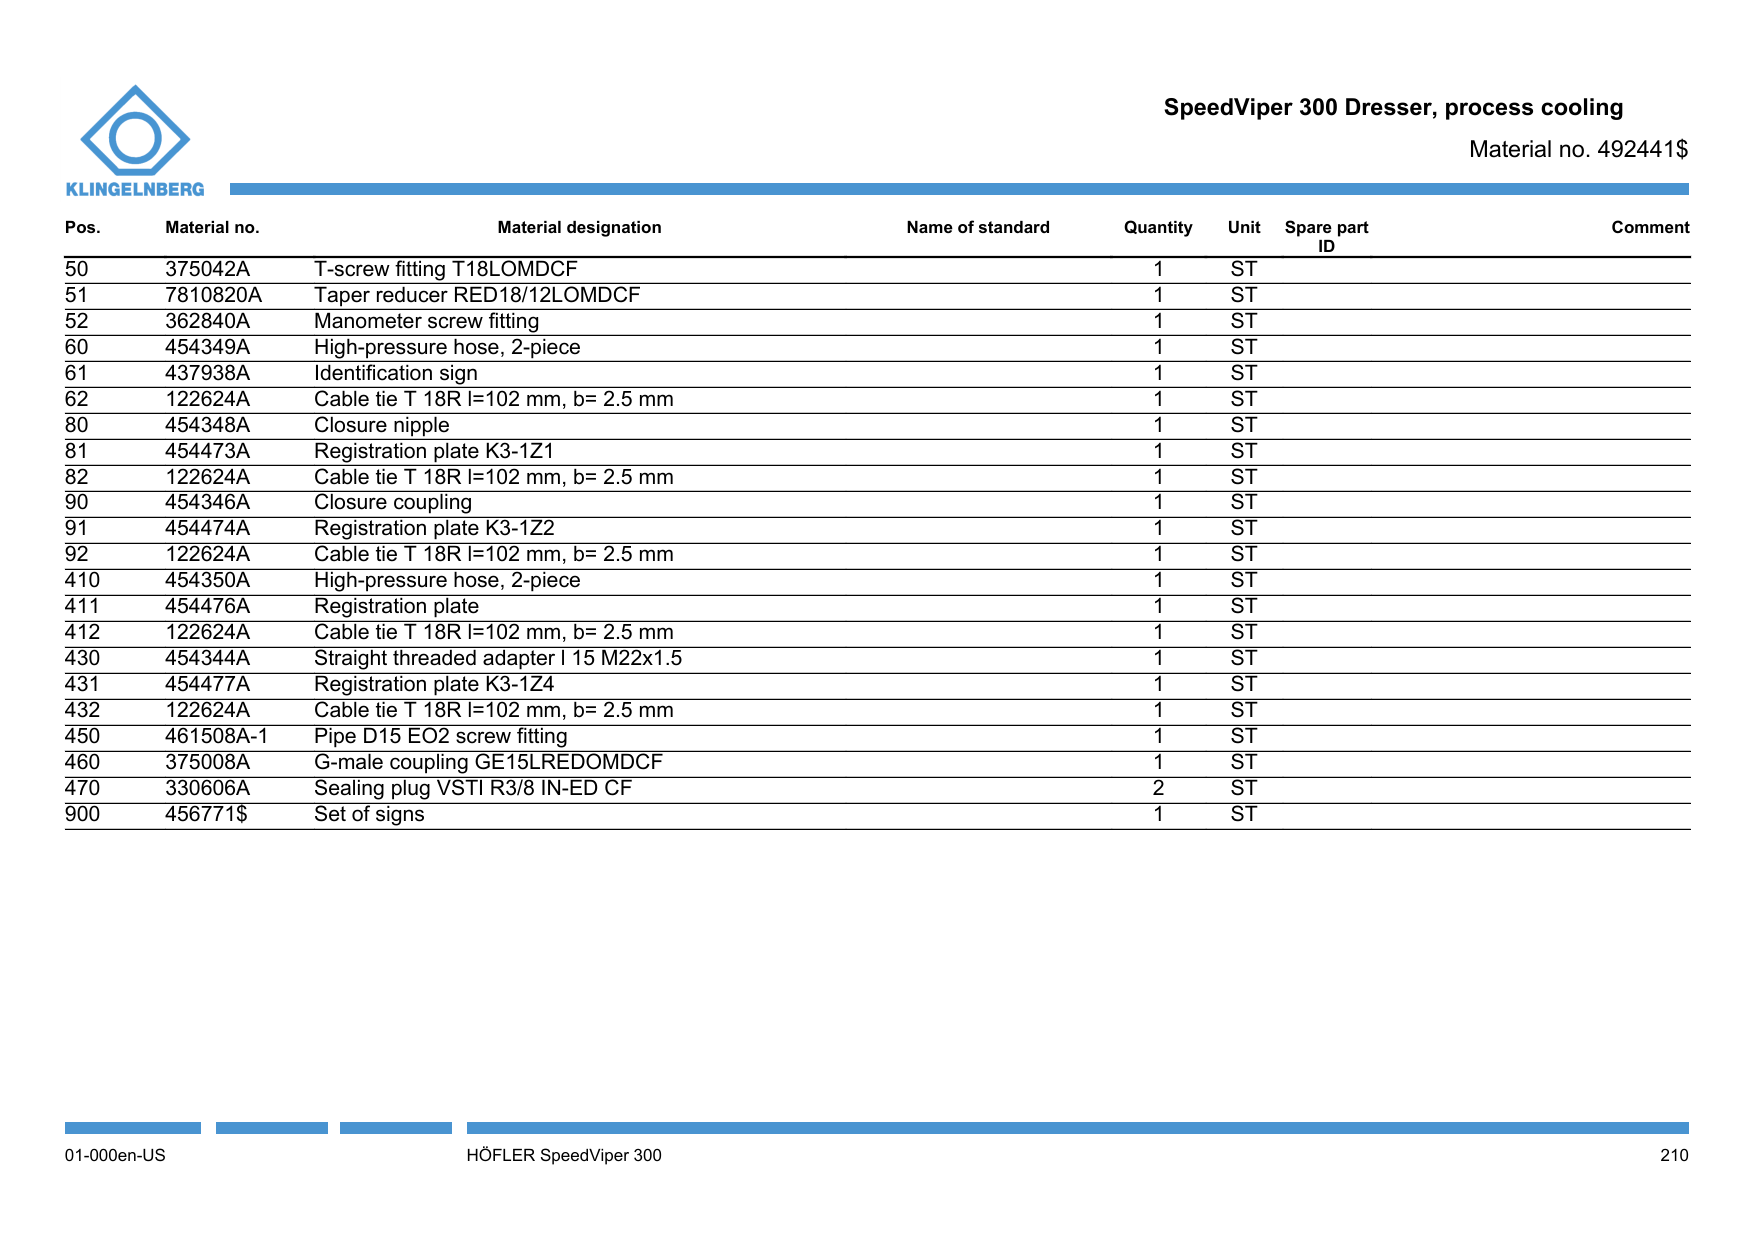 KLINGELNBERG
SpeedViper 300 Dresser, process cooling
Material no. 492441$
Pos. Material no. Material designation Name of standard Quantity Unit Spare part ID Comment
50 375042A T-screw fitting T18LOMDCF 1 ST
51 7810820A Taper reducer RED18/12LOMDCF 1 ST
52 362840A Manometer screw fitting 1 ST
60 454349A High-pressure hose, 2-piece 1 ST
61 437938A Identification sign 1 ST
62 122624A Cable tie T 18R l=102 mm, b= 2.5 mm 1 ST
80 454348A Closure nipple 1 ST
81 454473A Registration plate K3-1Z1 1 ST
82 122624A Cable tie T 18R l=102 mm, b= 2.5 mm 1 ST
90 454346A Closure coupling 1 ST
91 454474A Registration plate K3-1Z2 1 ST
92 122624A Cable tie T 18R l=102 mm, b= 2.5 mm 1 ST
410 454350A High-pressure hose, 2-piece 1 ST
411 454476A Registration plate 1 ST
412 122624A Cable tie T 18R l=102 mm, b= 2.5 mm 1 ST
430 454344A Straight threaded adapter l 15 M22x1.5 1 ST
431 454477A Registration plate K3-1Z4 1 ST
432 122624A Cable tie T 18R l=102 mm, b= 2.5 mm 1 ST
450 461508A-1 Pipe D15 EO2 screw fitting 1 ST
460 375008A G-male coupling GE15LREDOMDCF 1 ST
470 330606A Sealing plug VSTI R3/8 IN-ED CF 2 ST
900 456771$ Set of signs 1 ST
01-000en-US HÖFLER SpeedViper 300 210